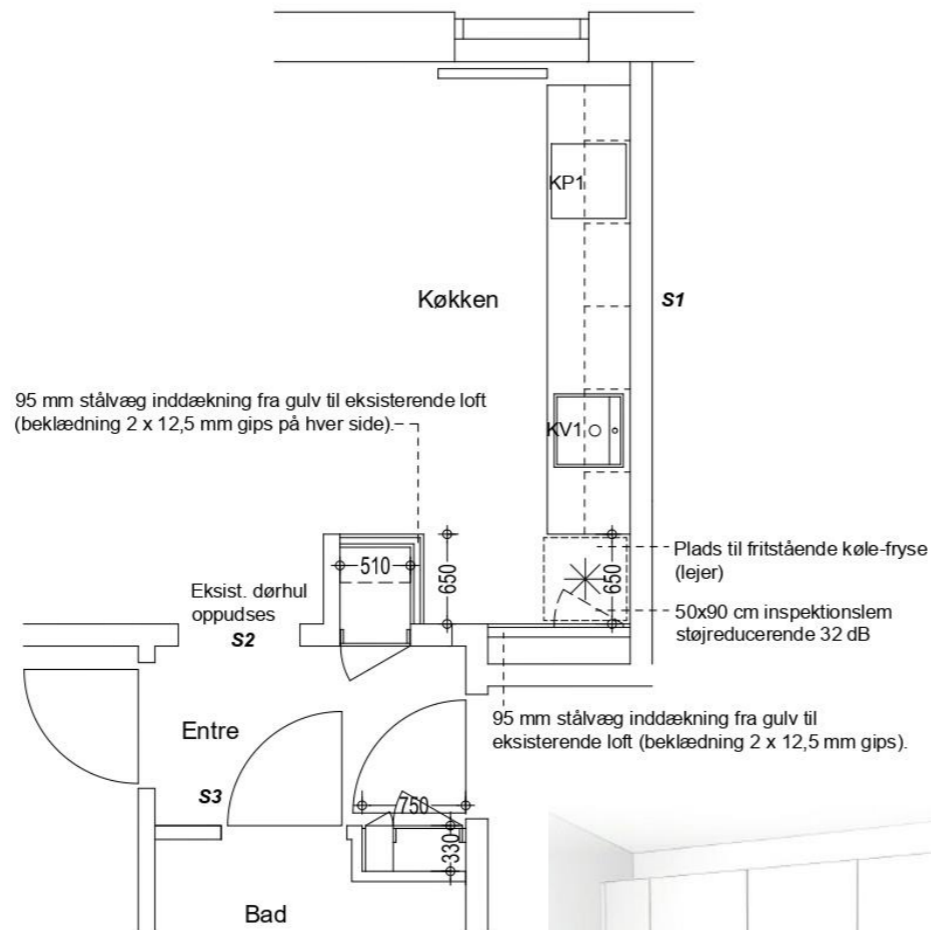 KP1
Køkken
S1
95 mm stålvæg inddækning fra gulv til eksisterende loft
(beklædning 2 x 12,5 mm gips på hver side).
KV1
510
650
650
Plads til fritstående køle-fryse
(lejer)
Eksist. dørhul
oppudses
S2
50x90 cm inspektionslem
støjreducerende 32 dB
95 mm stålvæg inddækning fra gulv til
eksisterende loft (beklædning 2 x 12,5 mm gips).
Entre
S3
750
330
Bad